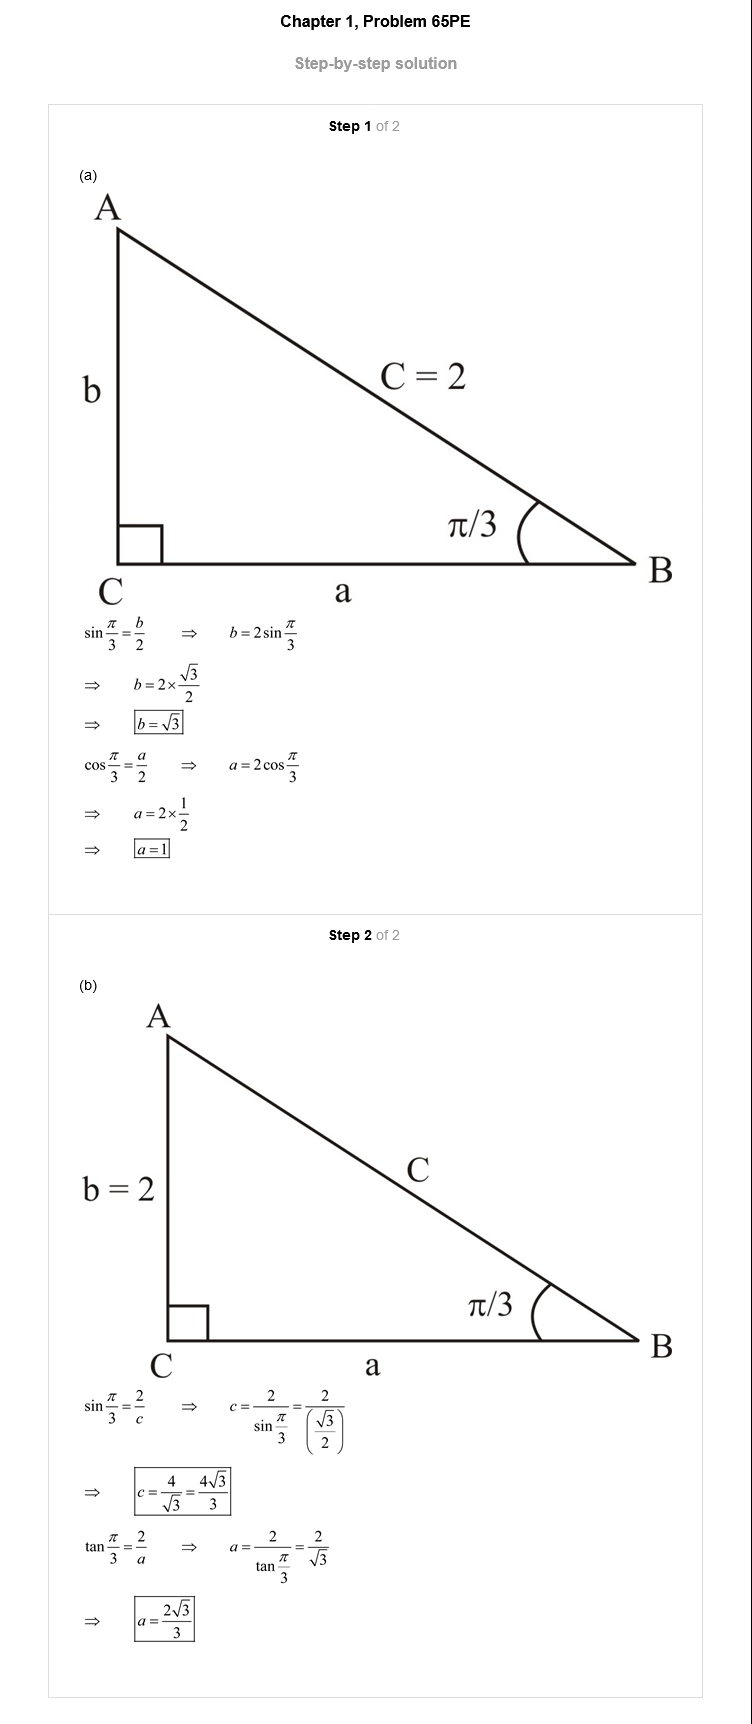 Chapter 1, Problem 65PE
Step-by-step solution
Step 1 of 2
(a)
A
C = 2
b
π/3
B
C
a
sin π/3 = b/2 ⇒ b = 2 sin π/3
⇒ b = 2 × √3/2
⇒ b = √3
cos π/3 = a/2 ⇒ a = 2 cos π/3
⇒ a = 2 × 1/2
⇒ a = 1
Step 2 of 2
(b)
A
C
b = 2
π/3
B
C
a
sin π/3 = 2/c ⇒ c = 2/(sin π/3) = 2/(√3/2)
⇒ c = 4/√3 = 4√3/3
tan π/3 = 2/a ⇒ a = 2/(tan π/3) = 2/√3
⇒ a = 2√3/3